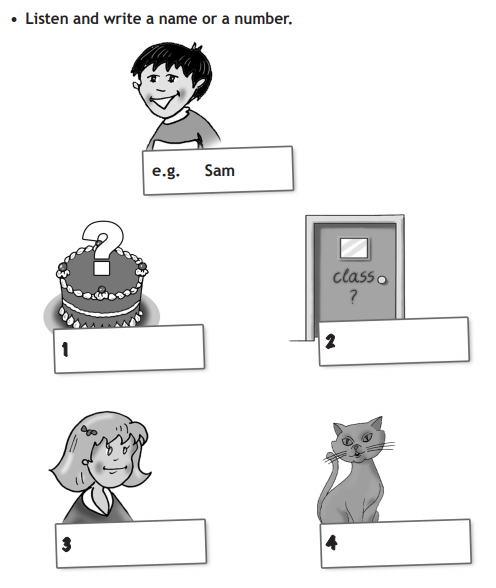 • Listen and write a name or a number.
e.g. Sam
?
class
?
1
2
3
4